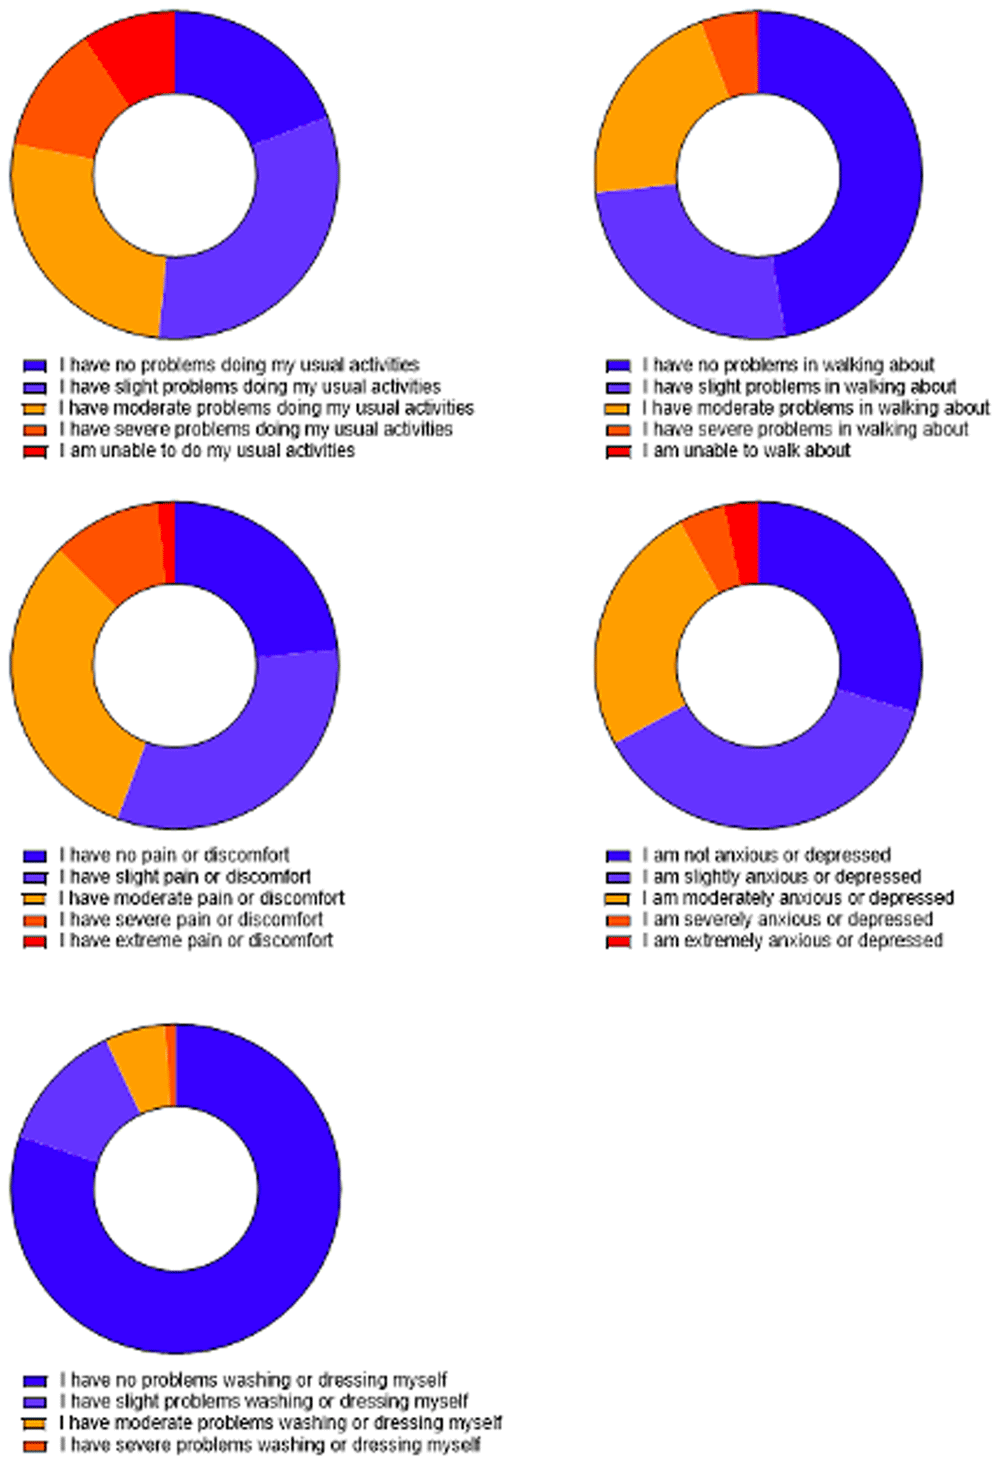 I have no problems doing my usual activities
I have slight problems doing my usual activities
I have moderate problems doing my usual activities
I have severe problems doing my usual activities
I am unable to do my usual activities
I have no problems in walking about
I have slight problems in walking about
I have moderate problems in walking about
I have severe problems in walking about
I am unable to walk about
I have no pain or discomfort
I have slight pain or discomfort
I have moderate pain or discomfort
I have severe pain or discomfort
I have extreme pain or discomfort
I am not anxious or depressed
I am slightly anxious or depressed
I am moderately anxious or depressed
I am severely anxious or depressed
I am extremely anxious or depressed
I have no problems washing or dressing myself
I have slight problems washing or dressing myself
I have moderate problems washing or dressing myself
I have severe problems washing or dressing myself